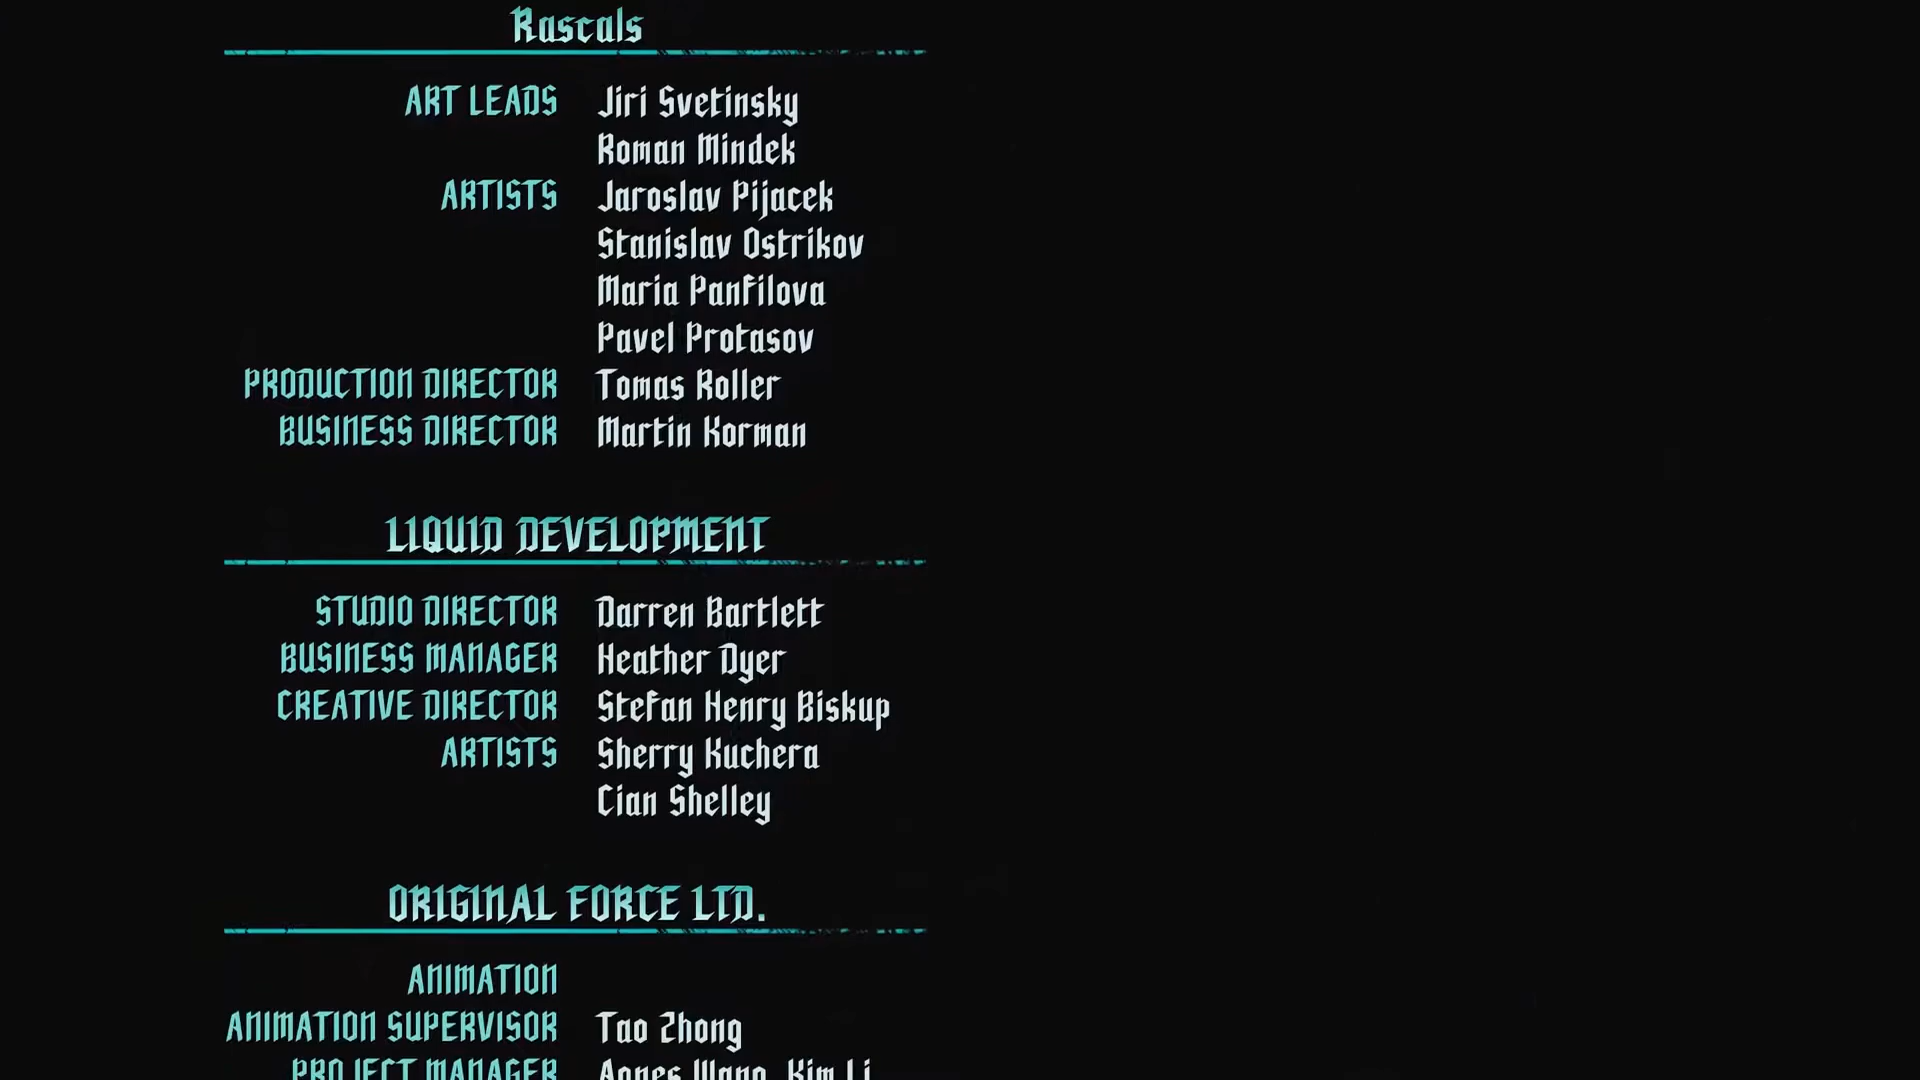 Rascals
ART LEADS Jiri Svetinsky
Roman Mindek
ARTISTS Jaroslav Pijacek
Stanislav Ostrikov
Maria Panfilova
Pavel Protasov
PRODUCTION DIRECTOR Tomas Roller
BUSINESS DIRECTOR Martin Korman
LIQUID DEVELOPMENT
STUDIO DIRECTOR Darren Bartlett
BUSINESS MANAGER Heather Dyer
CREATIVE DIRECTOR Stefan Henry Biskup
ARTISTS Sherry Kuchera
Cian Shelley
ORIGINAL FORCE LTD.
ANIMATION
ANIMATION SUPERVISOR Tao Zhong
PROJECT MANAGER Agnes Wang, Kim Li